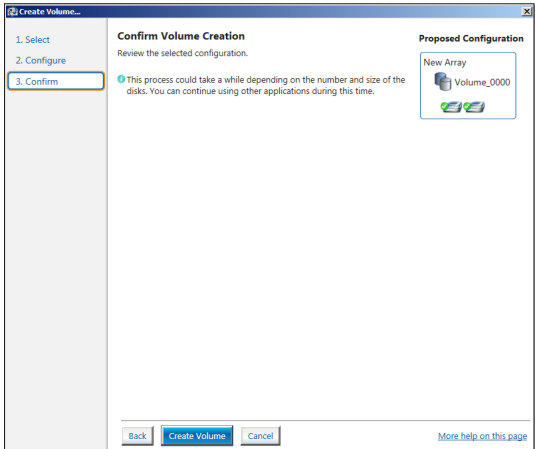 Create Volume...
1. Select
2. Configure
3. Confirm
Confirm Volume Creation
Review the selected configuration.
This process could take a while depending on the number and size of the
disks. You can continue using other applications during this time.
Proposed Configuration
New Array
Volume_0000
Back
Create Volume
Cancel
More help on this page